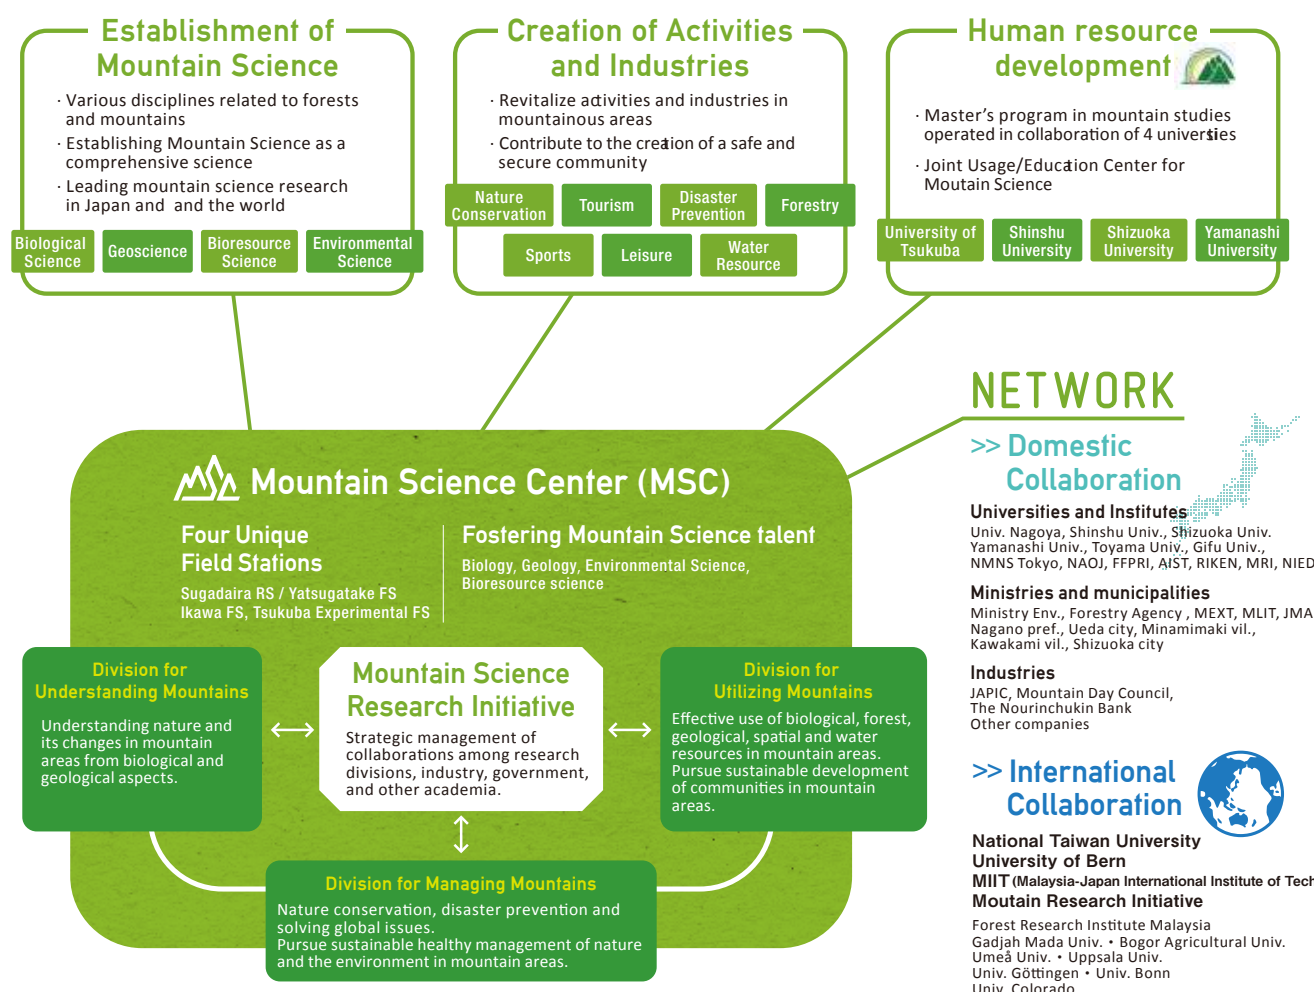 Establishment of
Mountain Science
· Various disciplines related to forests
and mountains
· Establishing Mountain Science as a
comprehensive science
· Leading mountain science research
in Japan and and the world
Biological
Science
Geoscience
Bioresource
Science
Environmental
Science
Creation of Activities
and Industries
· Revitalize activities and industries in
mountainous areas
· Contribute to the creation of a safe and
secure community
Nature
Conservation
Tourism
Disaster
Prevention
Forestry
Sports
Leisure
Water
Resource
Human resource
development
· Master's program in mountain studies
operated in collaboration of 4 universities
· Joint Usage/Education Center for
Moutain Science
University of
Tsukuba
Shinshu
University
Shizuoka
University
Yamanashi
University
Mountain Science Center (MSC)
Four Unique
Field Stations
Sugadaira RS / Yatsugatake FS
Ikawa FS, Tsukuba Experimental FS
Fostering Mountain Science talent
Biology, Geology, Environmental Science,
Bioresource science
Division for
Understanding Mountains
Understanding nature and
its changes in mountain
areas from biological and
geological aspects.
Mountain Science
Research Initiative
Strategic management of
collaborations among research
divisions, industry, government,
and other academia.
Division for
Utilizing Mountains
Effective use of biological, forest,
geological, spatial and water
resources in mountain areas.
Pursue sustainable development
of communities in mountain
areas.
Division for Managing Mountains
Nature conservation, disaster prevention and
solving global issues.
Pursue sustainable healthy management of nature
and the environment in mountain areas.
NETWORK
>> Domestic
Collaboration
Universities and Institutes
Univ. Nagoya, Shinshu Univ., Shizuoka Univ.
Yamanashi Univ., Toyama Univ., Gifu Univ.,
NMNS Tokyo, NAOJ, FFPRI, AIST, RIKEN, MRI, NIED
Ministries and municipalities
Ministry Env., Forestry Agency , MEXT, MLIT, JMA
Nagano pref., Ueda city, Minamimaki vil.,
Kawakami vil., Shizuoka city
Industries
JAPIC, Mountain Day Council,
The Nourinchukin Bank
Other companies
>> International
Collaboration
National Taiwan University
University of Bern
MIIT (Malaysia-Japan International Institute of Tech
Moutain Research Initiative
Forest Research Institute Malaysia
Gadjah Mada Univ. • Bogor Agricultural Univ.
Umeå Univ. • Uppsala Univ.
Univ. Göttingen • Univ. Bonn
Univ. Colorado